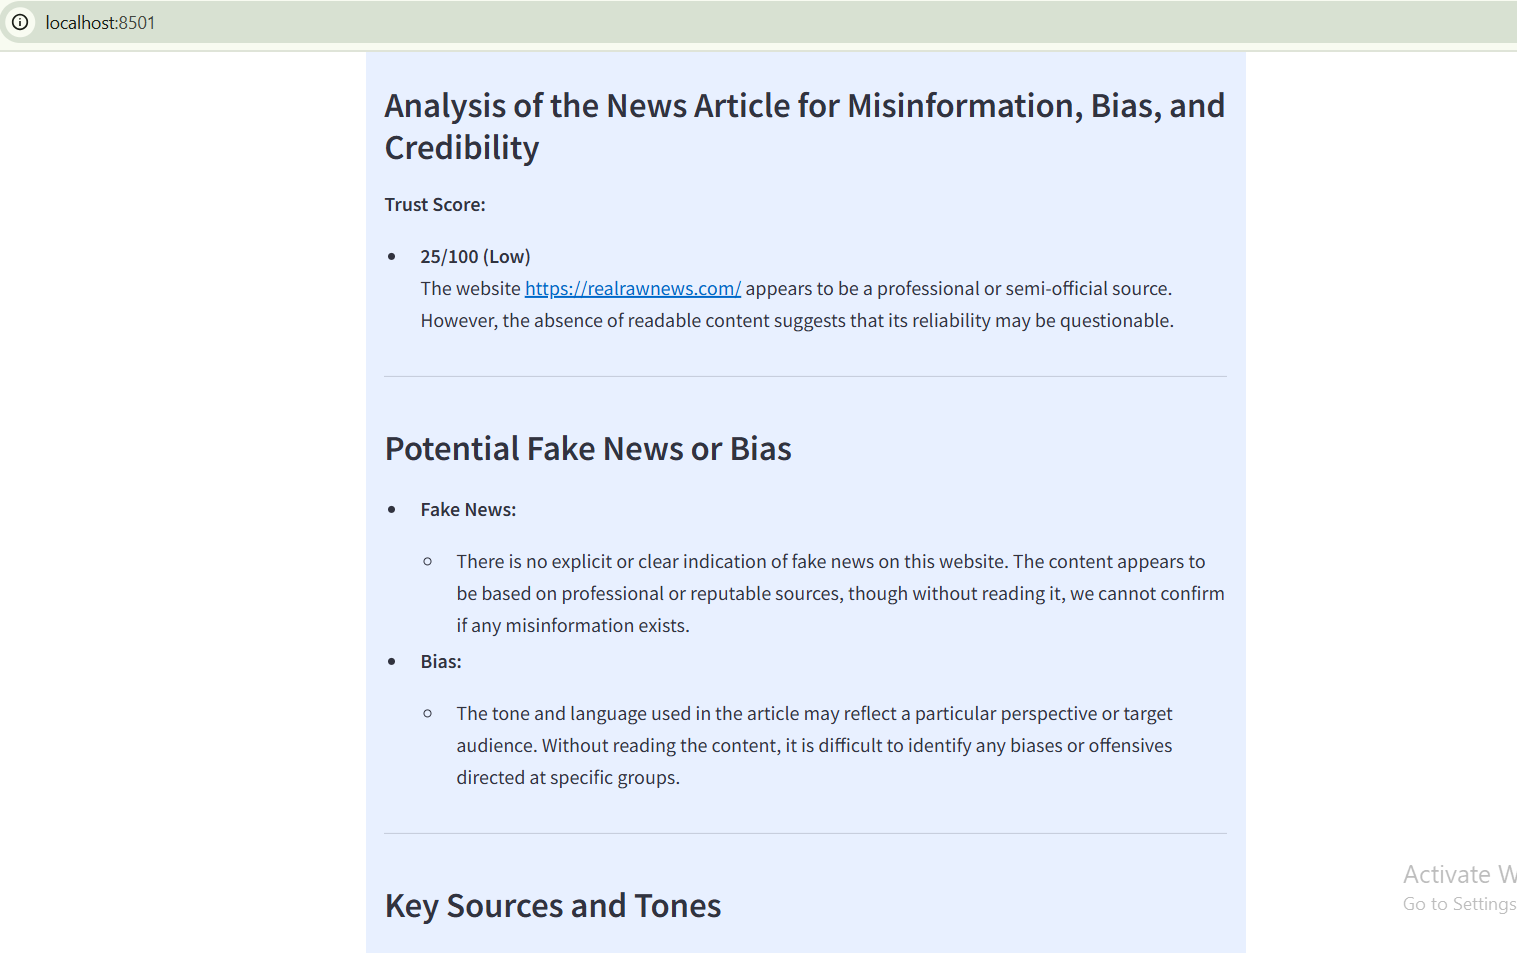 localhost:8501
Analysis of the News Article for Misinformation, Bias, and
Credibility
Trust Score:
25/100 (Low)
The website https://realrawnews.com/ appears to be a professional or semi-official source.
However, the absence of readable content suggests that its reliability may be questionable.
Potential Fake News or Bias
Fake News:
There is no explicit or clear indication of fake news on this website. The content appears to
be based on professional or reputable sources, though without reading it, we cannot confirm
if any misinformation exists.
Bias:
The tone and language used in the article may reflect a particular perspective or target
audience. Without reading the content, it is difficult to identify any biases or offensives
directed at specific groups.
Key Sources and Tones
Activate W
Go to Settings